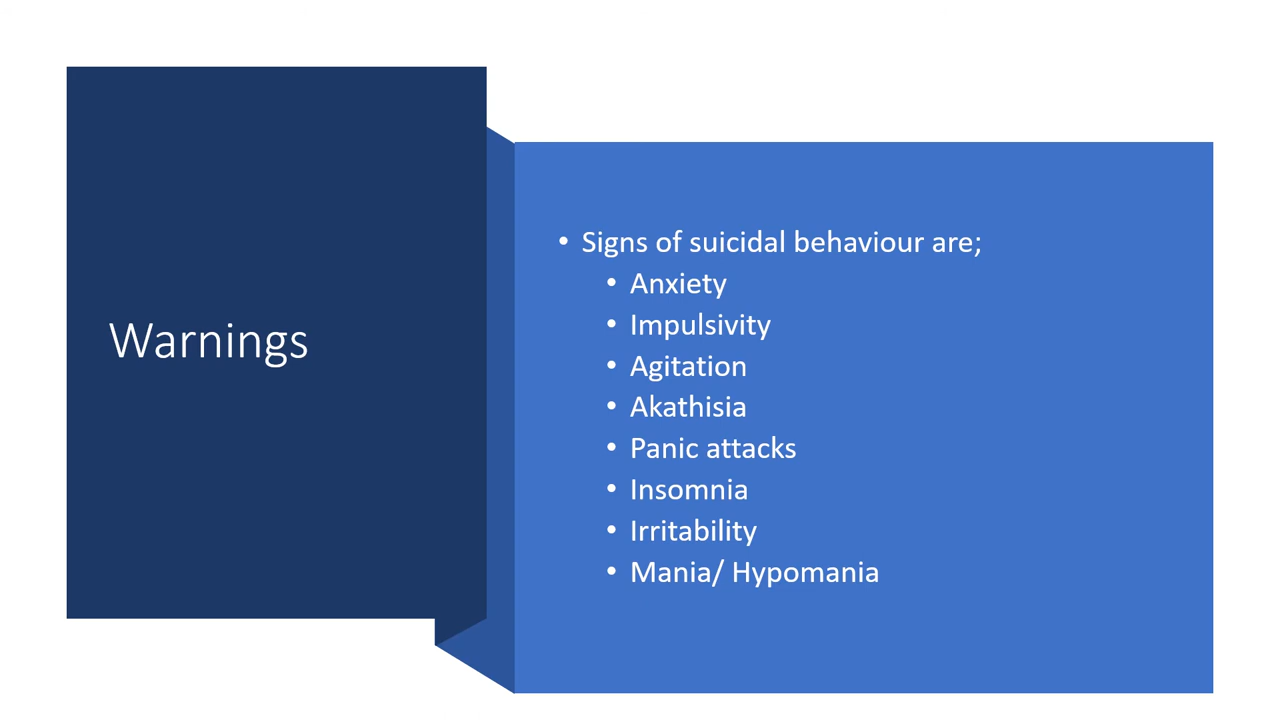 Warnings
• Signs of suicidal behaviour are;
• Anxiety
• Impulsivity
• Agitation
• Akathisia
• Panic attacks
• Insomnia
• Irritability
• Mania/ Hypomania